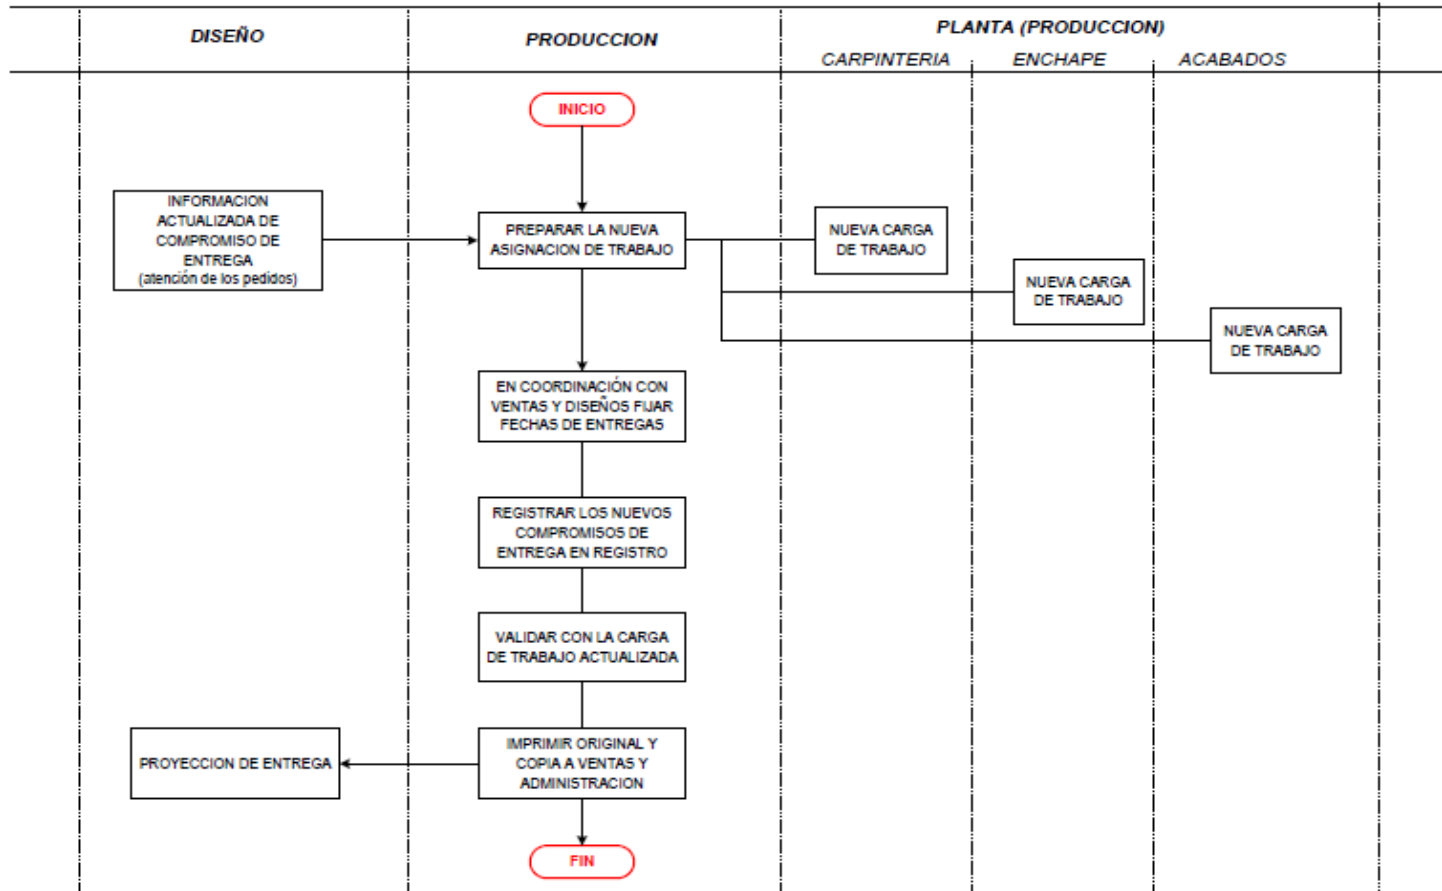 DISEÑO
PRODUCCION
PLANTA (PRODUCCION)
CARPINTERIA
ENCHAPE
ACABADOS
INICIO
INFORMACION
ACTUALIZADA DE
COMPROMISO DE
ENTREGA
(atención de los pedidos)
PREPARAR LA NUEVA
ASIGNACION DE TRABAJO
NUEVA CARGA
DE TRABAJO
NUEVA CARGA
DE TRABAJO
NUEVA CARGA
DE TRABAJO
EN COORDINACIÓN CON
VENTAS Y DISEÑOS FIJAR
FECHAS DE ENTREGAS
REGISTRAR LOS NUEVOS
COMPROMISOS DE
ENTREGA EN REGISTRO
VALIDAR CON LA CARGA
DE TRABAJO ACTUALIZADA
IMPRIMIR ORIGINAL Y
COPIA A VENTAS Y
ADMINISTRACION
PROYECCION DE ENTREGA
FIN